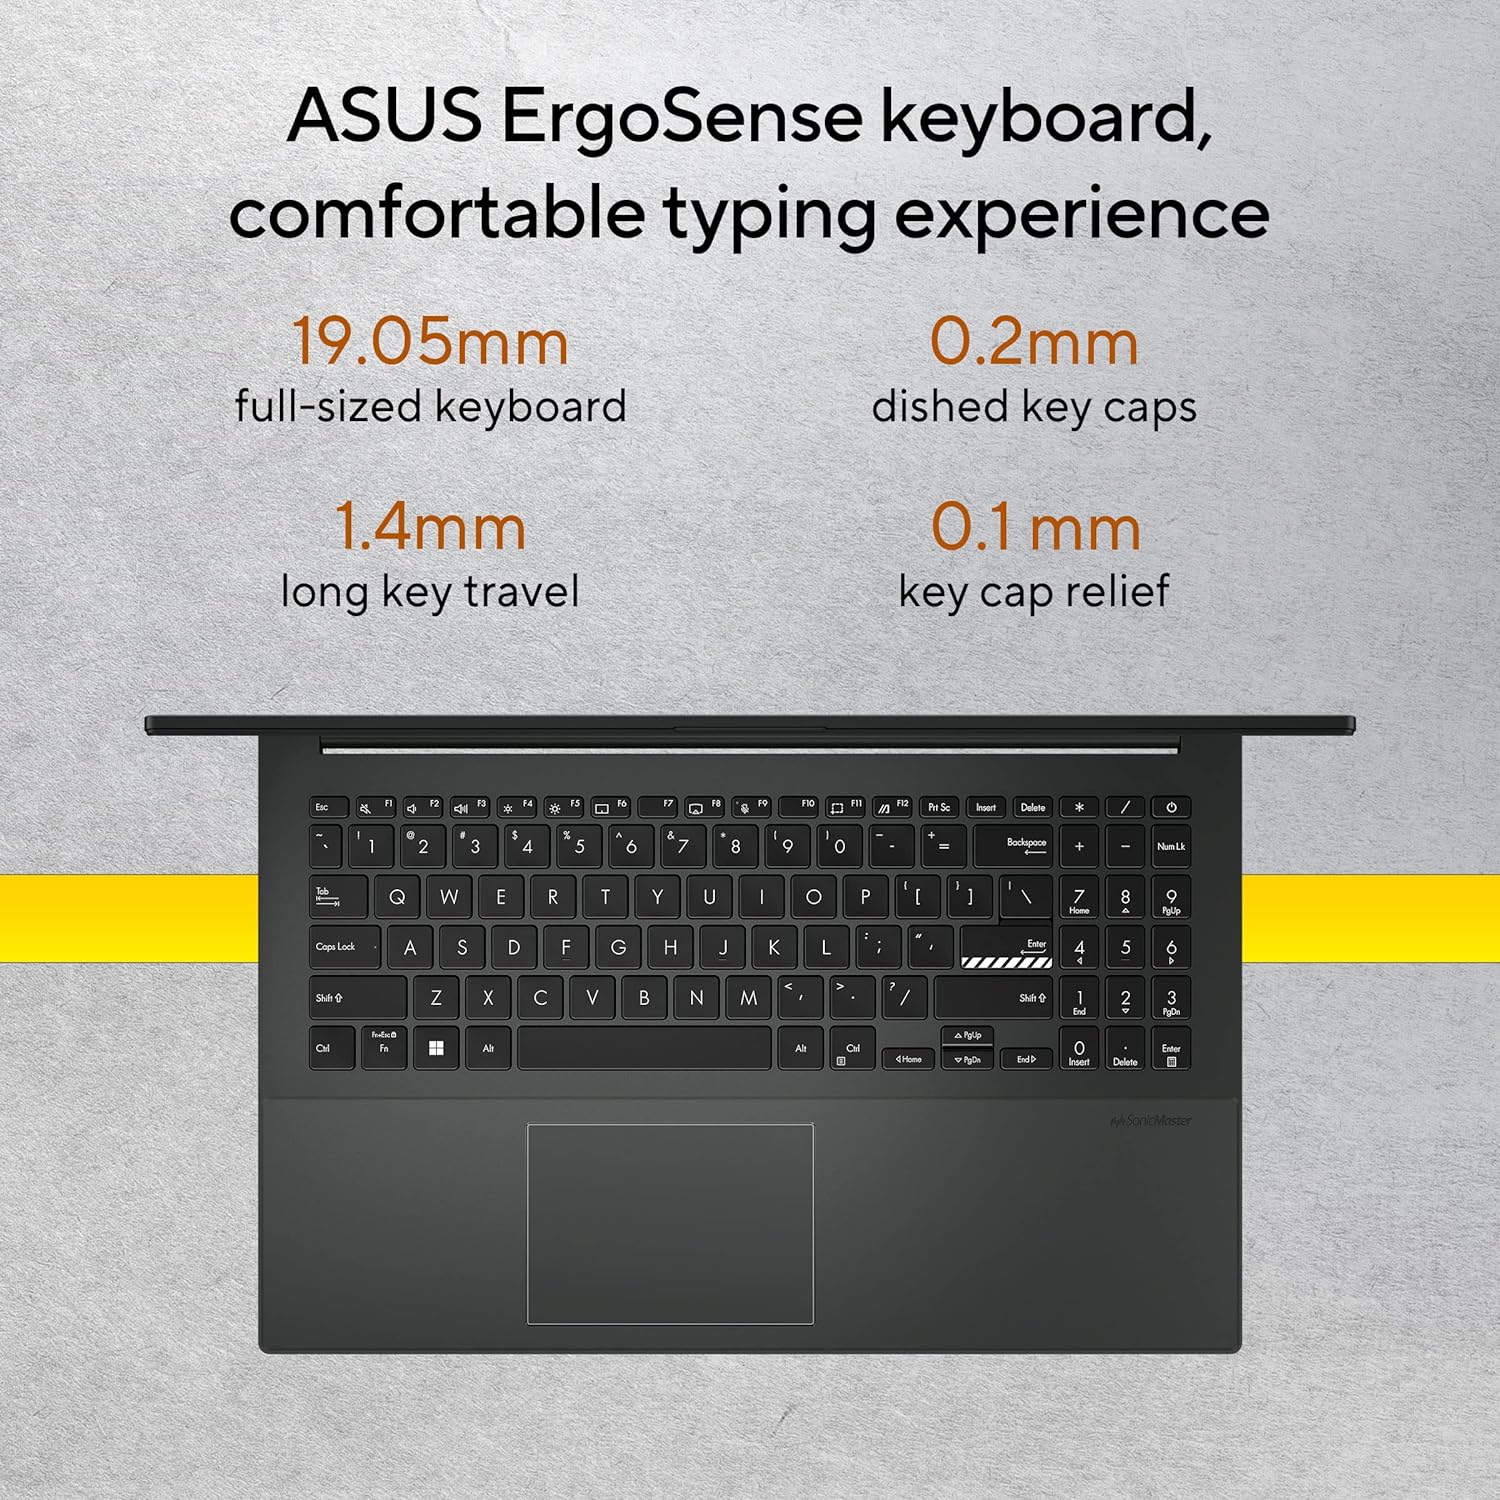 ASUS ErgoSense keyboard,
comfortable typing experience
19.05mm
full-sized keyboard
0.2mm
dished key caps
1.4mm
long key travel
0.1 mm
key cap relief
Esc F1 F2 F3 F4 F5 F6 F7 F8 F9 F10 F11 F12 Prt Sc Insert Delete * /
~ ` ! 1 @ 2 # 3 $ 4 % 5 ^ 6 & 7 * 8 ( 9 ) 0 _ - + = Backspace + - Num Lk
Tab Q W E R T Y U I O P { [ } ] | \ 7 Home 8 9 PgUp
Caps Lock A S D F G H J K L : ; " ' Enter 4 5 6
Shift Z X C V B N M < , > . ? / Shift 1 End 2 3 PgDn
Ctrl Fn+Esc Fn Alt Alt Ctrl Home PgUp PgDn End 0 Insert . Delete Enter
SonicMaster